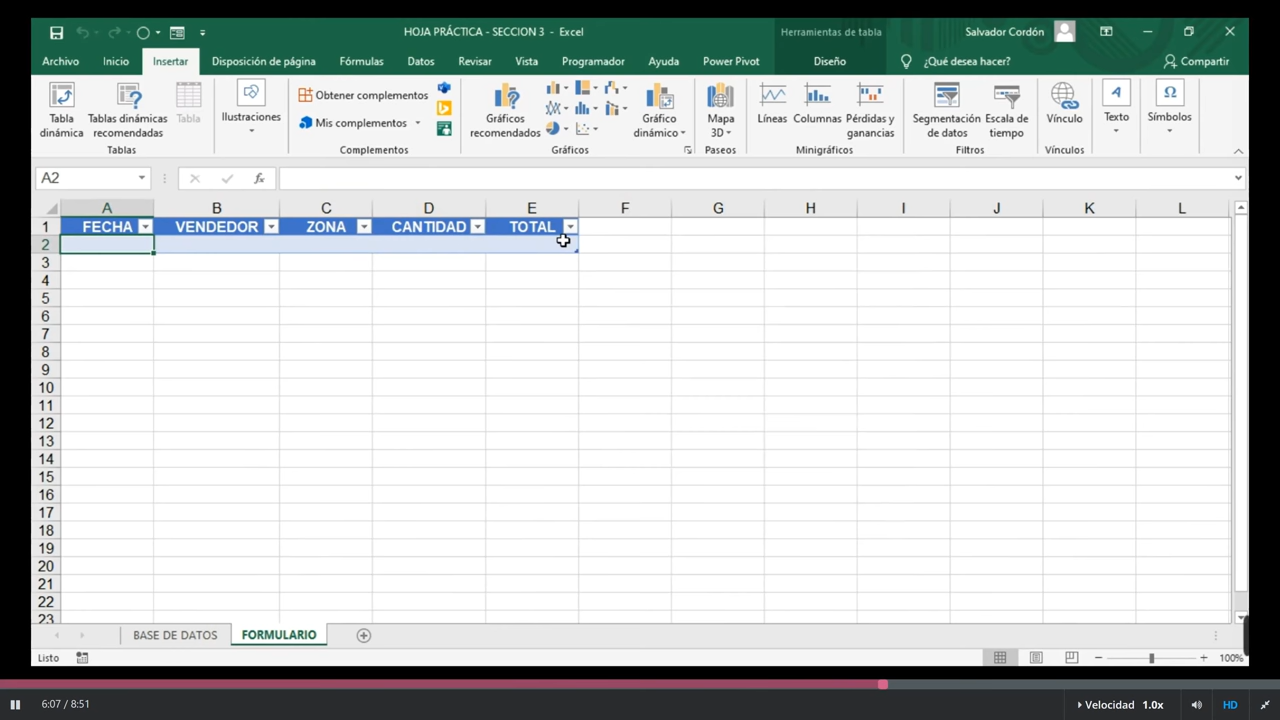 HOJA PRÁCTICA - SECCION 3 - Excel
Herramientas de tabla
Salvador Cordón
Archivo Inicio Insertar Disposición de página Fórmulas Datos Revisar Vista Programador Ayuda Power Pivot Diseño ¿Qué desea hacer? Compartir
Tabla dinámica
Tablas dinámicas recomendadas
Tabla
Tablas
Ilustraciones
Obtener complementos
Mis complementos
Complementos
Gráficos recomendados
Gráfico dinámico
Gráficos
Mapa 3D
Paseos
Líneas
Columnas
Pérdidas y ganancias
Minigráficos
Segmentación de datos
Escala de tiempo
Filtros
Vínculo
Vínculos
Texto
Símbolos
A2
fx
A B C D E F G H I J K L
1 FECHA VENDEDOR ZONA CANTIDAD TOTAL
2
3
4
5
6
7
8
9
10
11
12
13
14
15
16
17
18
19
20
21
22
23
BASE DE DATOS FORMULARIO
Listo
100%
6:07 / 8:51
Velocidad 1.0x
HD